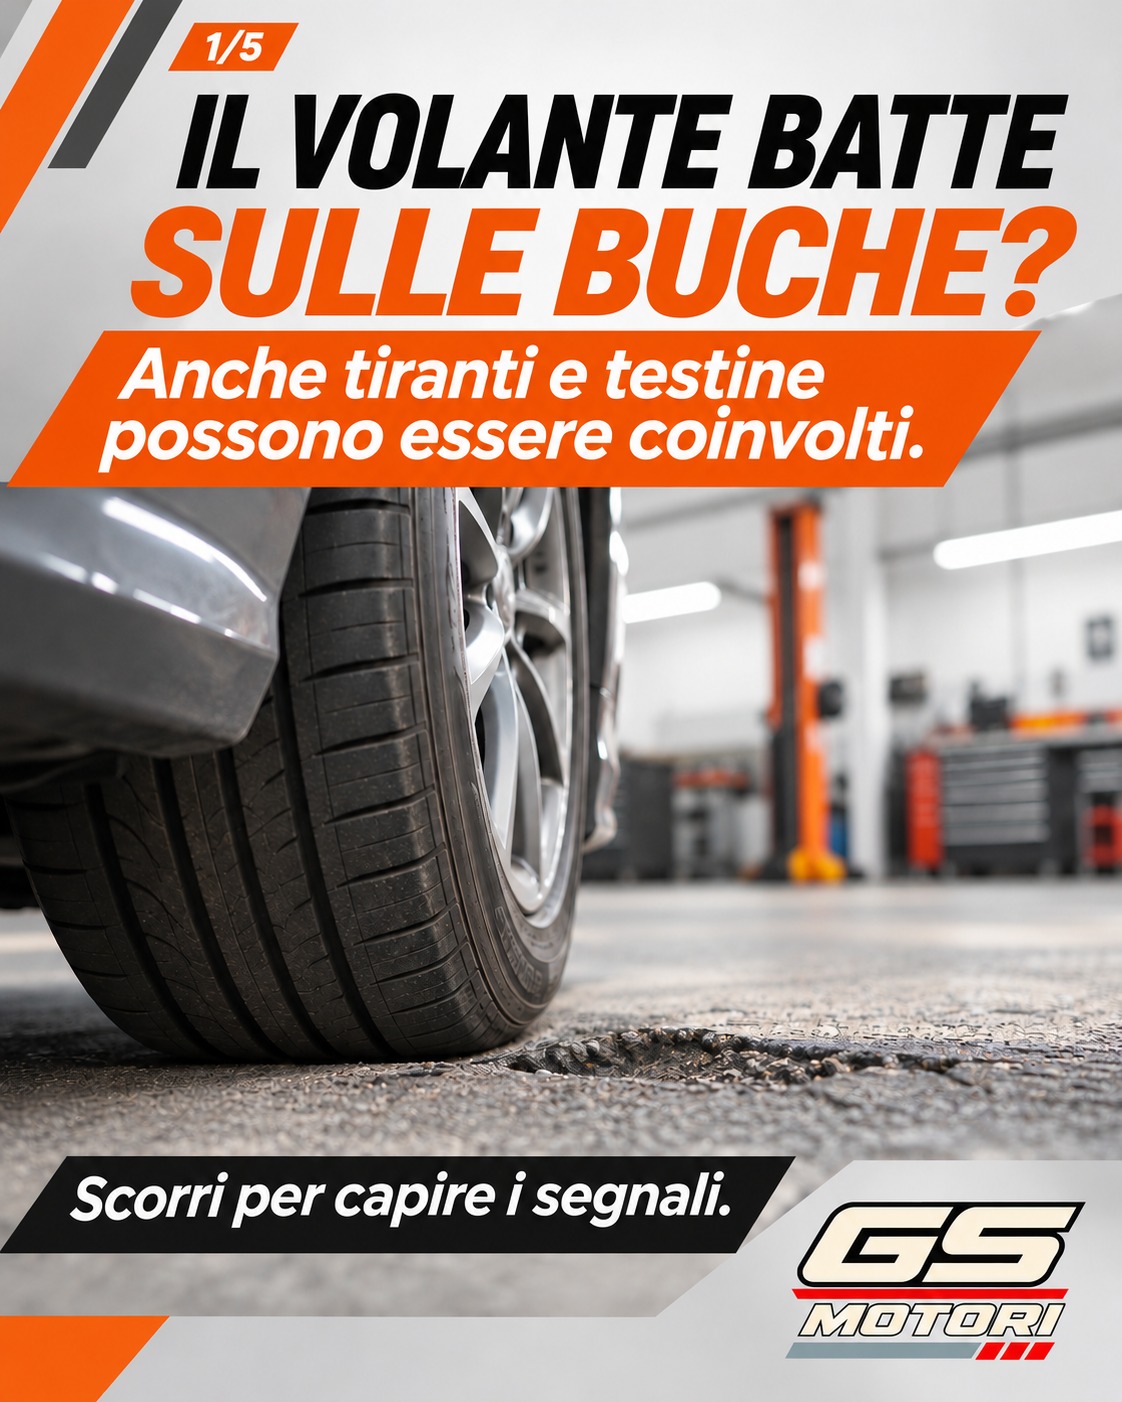 1/5
IL VOLANTE BATTE
SULLE BUCHE?
Anche tiranti e testine
possono essere coinvolti.
Scorri per capire i segnali.
GS
MOTORI